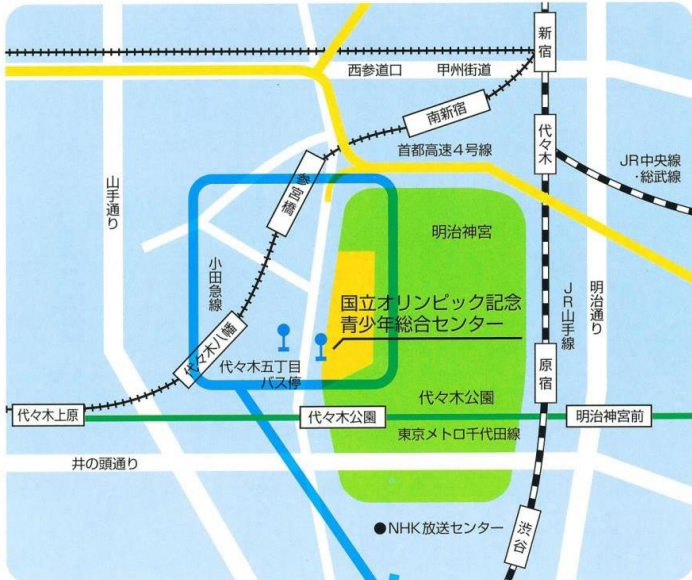 新宿
西参道口
甲州街道
南新宿
首都高速4号線
代々木
JR中央線
・総武線
参宮橋
山手通り
明治神宮
小田急線
国立オリンピック記念
青少年総合センター
JR山手線
明治通り
代々木八幡
代々木五丁目
バス停
原宿
代々木公園
代々木上原
代々木公園
明治神宮前
東京メトロ千代田線
井の頭通り
●NHK放送センター
渋谷